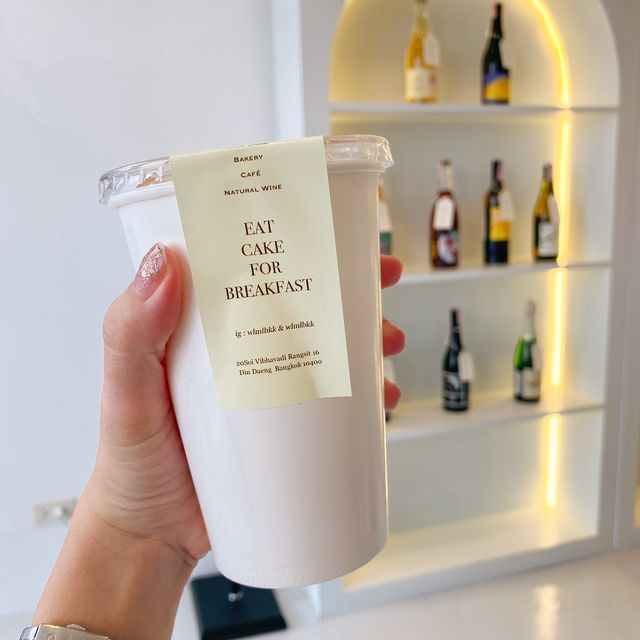 BAKERY
CAFÉ
NATURAL WINE
EAT
CAKE
FOR
BREAKFAST
ig : wlmlbkk & wlmlbkk
20Soi Vibhavadi Rangsit 16
Din Daeng Bangkok 10400